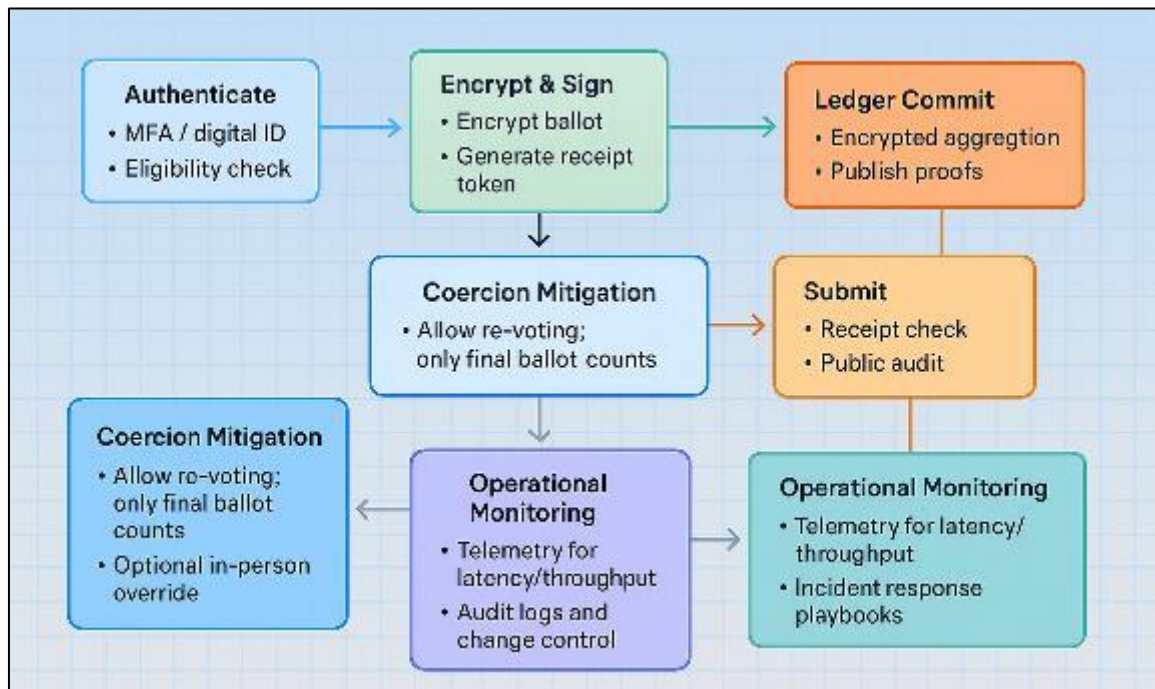 Authenticate
• MFA / digital ID
• Eligibility check
Encrypt & Sign
• Encrypt ballot
• Generate receipt
token
Ledger Commit
• Encrypted aggregtion
• Publish proofs
Coercion Mitigation
• Allow re-voting;
only final ballot counts
Submit
• Receipt check
• Public audit
Coercion Mitigation
• Allow re-voting;
only final ballot
counts
• Optional in-person
override
Operational
Monitoring
• Telemetry for
latency/throughput
• Audit logs and
change control
Operational Monitoring
• Telemetry for latency/
throughput
• Incident response
playbooks